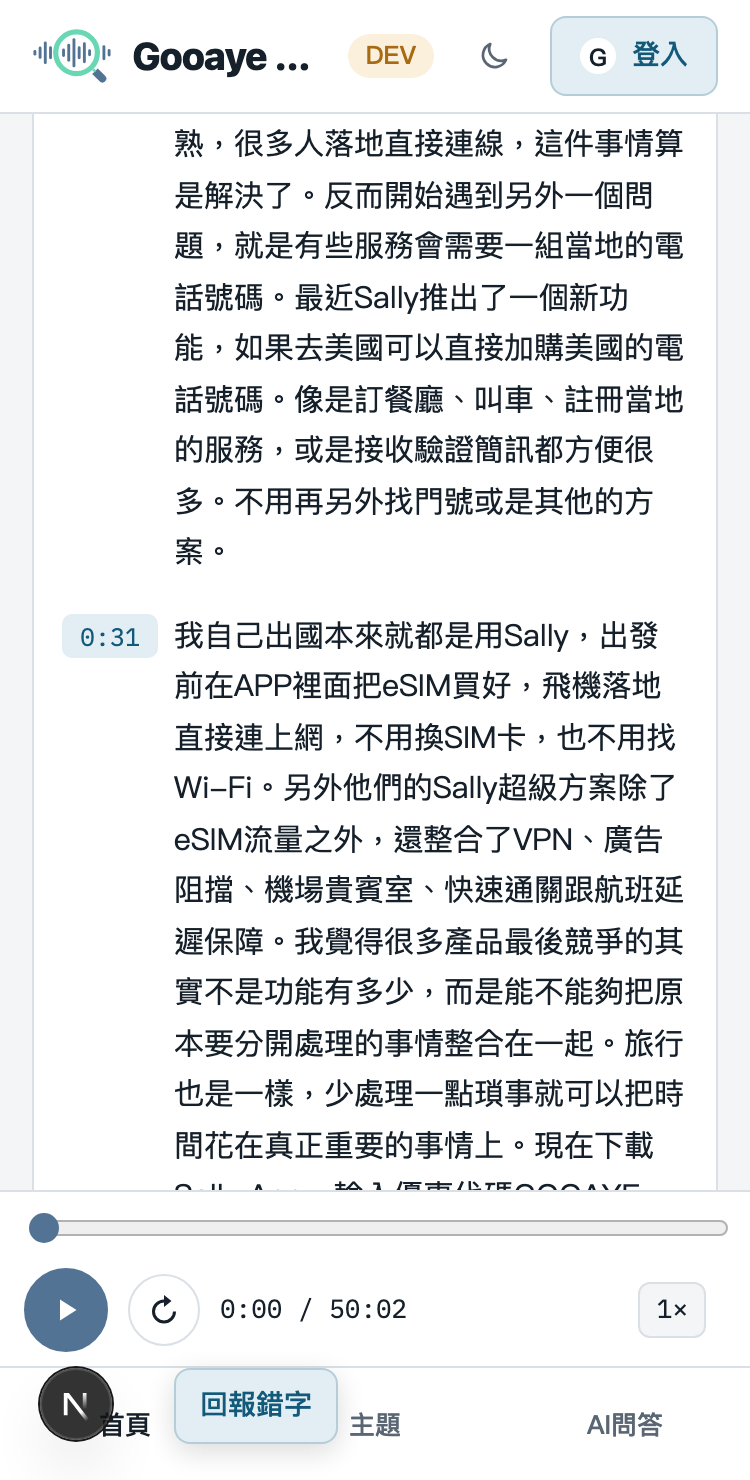 Gooaye ...
DEV
G 登入
熟，很多人落地直接連線，這件事情算
是解決了。反而開始遇到另外一個問
題，就是有些服務會需要一組當地的電
話號碼。最近Sally推出了一個新功
能，如果去美國可以直接加購美國的電
話號碼。像是訂餐廳、叫車、註冊當地
的服務，或是接收驗證簡訊都方便很
多。不用再另外找門號或是其他的方
案。
0:31
我自己出國本來就都是用Sally，出發
前在APP裡面把eSIM買好，飛機落地
直接連上網，不用換SIM卡，也不用找
Wi-Fi。另外他們的Sally超級方案除了
eSIM流量之外，還整合了VPN、廣告
阻擋、機場貴賓室、快速通關跟航班延
遲保障。我覺得很多產品最後競爭的其
實不是功能有多少，而是能不能夠把原
本要分開處理的事情整合在一起。旅行
也是一樣，少處理一點瑣事就可以把時
間花在真正重要的事情上。現在下載
0:00 / 50:02
1×
N
首頁
回報錯字
主題
AI問答